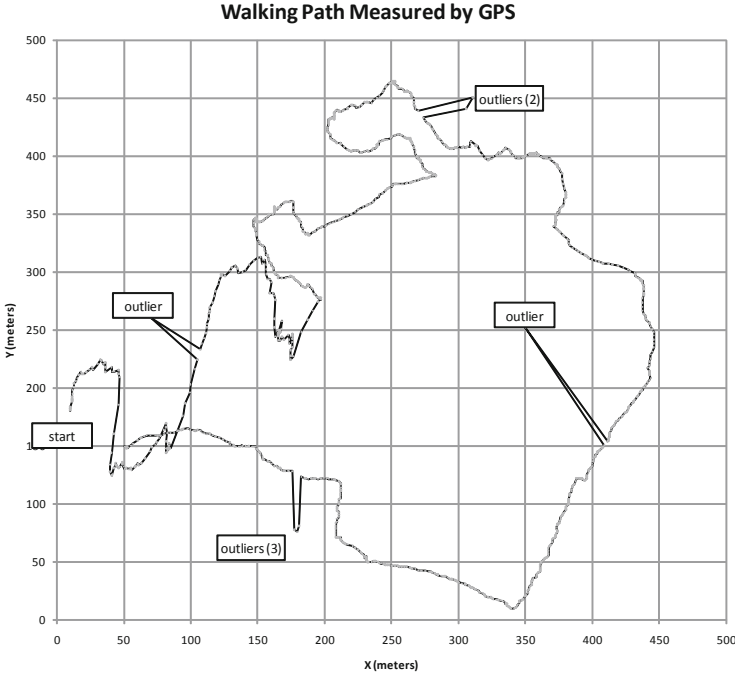 Walking Path Measured by GPS
500
450
outliers (2)
400
350
300
outlier
outlier
250
200
start
150
100
outliers (3)
50
0
0 50 100 150 200 250 300 350 400 450 500
X (meters)
Y (meters)